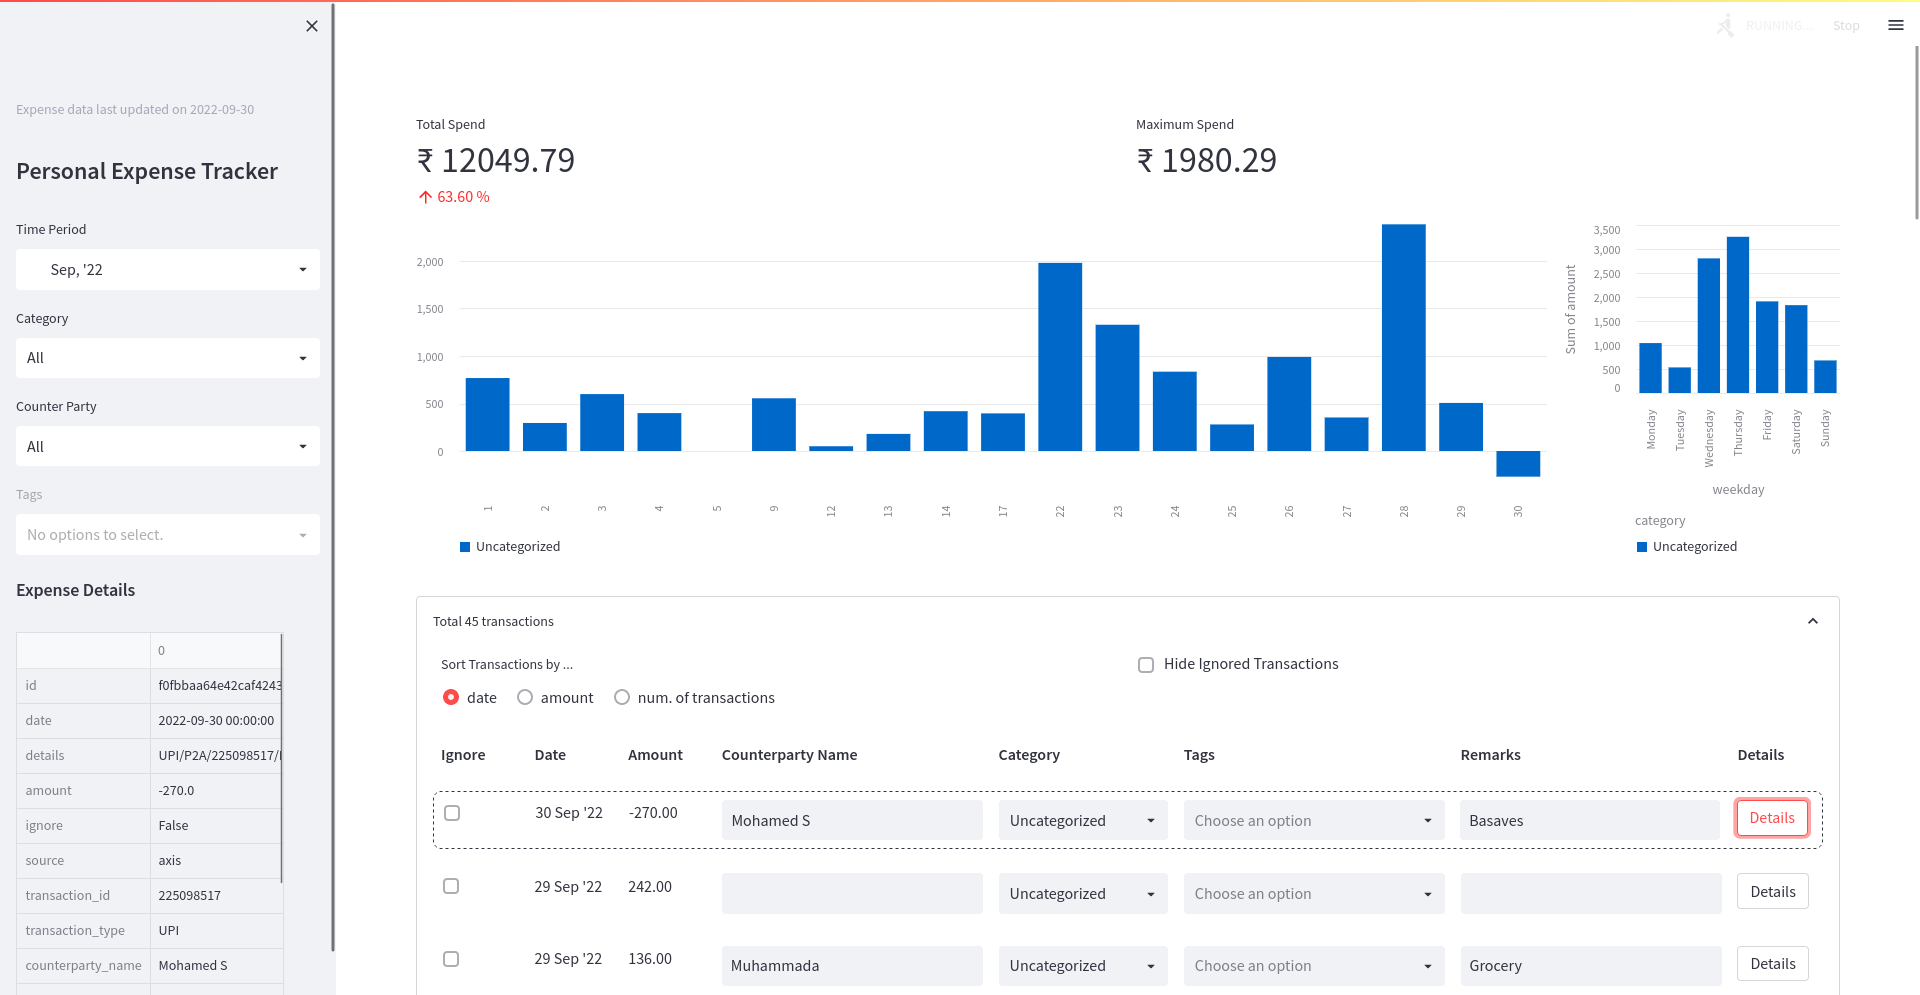 Expense data last updated on 2022-09-30
Personal Expense Tracker
Time Period
Sep, '22
Category
All
Counter Party
All
Tags
No options to select.
Expense Details
0
id f0fbbaa64e42caf4243
date 2022-09-30 00:00:00
details UPI/P2A/225098517/
amount -270.0
ignore False
source axis
transaction_id 225098517
transaction_type UPI
counterparty_name Mohamed S
RUNNING... Stop
Total Spend
₹ 12049.79
63.60 %
Maximum Spend
₹ 1980.29
2,000
1,500
1,000
500
0
1 2 3 4 5 9 12 13 14 17 22 23 24 25 26 27 28 29 30
Uncategorized
Sum of amount
3,500
3,000
2,500
2,000
1,500
1,000
500
0
Monday Tuesday Wednesday Thursday Friday Saturday Sunday
weekday
category
Uncategorized
Total 45 transactions
Sort Transactions by ...
date amount num. of transactions
Hide Ignored Transactions
Ignore Date Amount Counterparty Name Category Tags Remarks Details
30 Sep '22 -270.00 Mohamed S Uncategorized Choose an option Basaves Details
29 Sep '22 242.00 Uncategorized Choose an option Details
29 Sep '22 136.00 Muhammada Uncategorized Choose an option Grocery Details